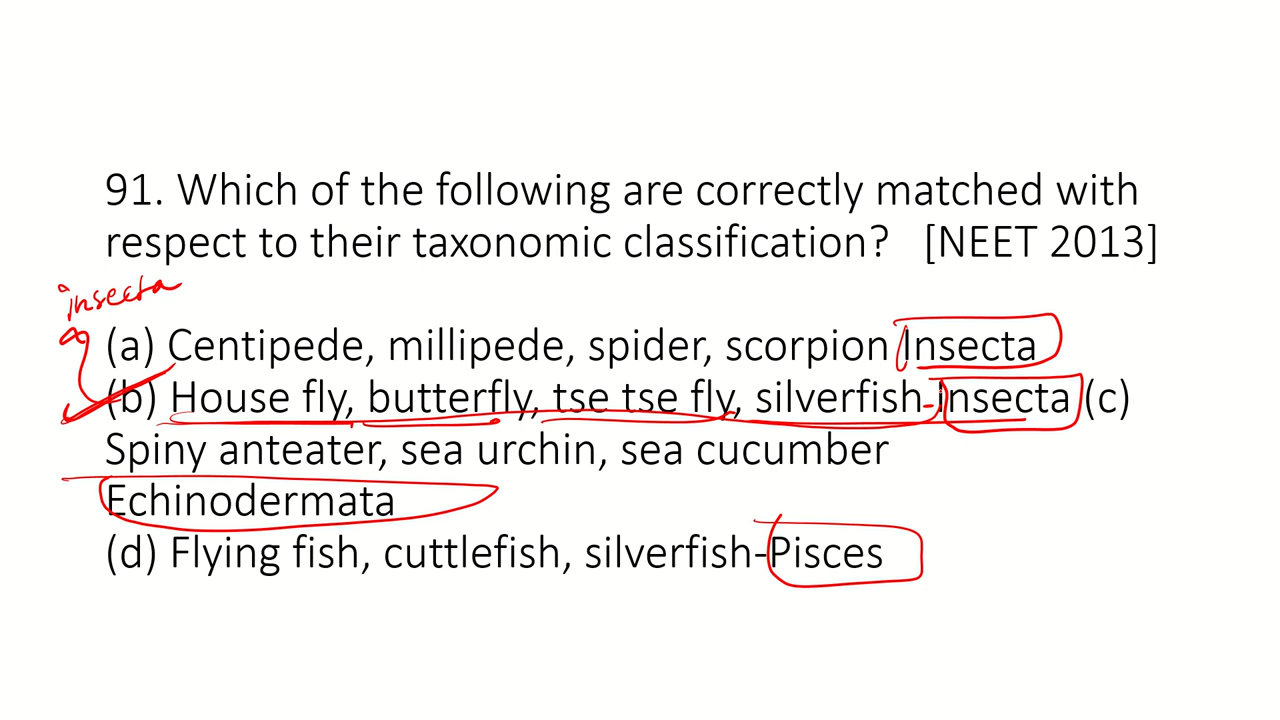 91. Which of the following are correctly matched with
respect to their taxonomic classification? [NEET 2013]
insecta
(a) Centipede, millipede, spider, scorpion Insecta
(b) House fly, butterfly, tse tse fly, silverfish-Insecta (c)
Spiny anteater, sea urchin, sea cucumber
Echinodermata
(d) Flying fish, cuttlefish, silverfish-Pisces